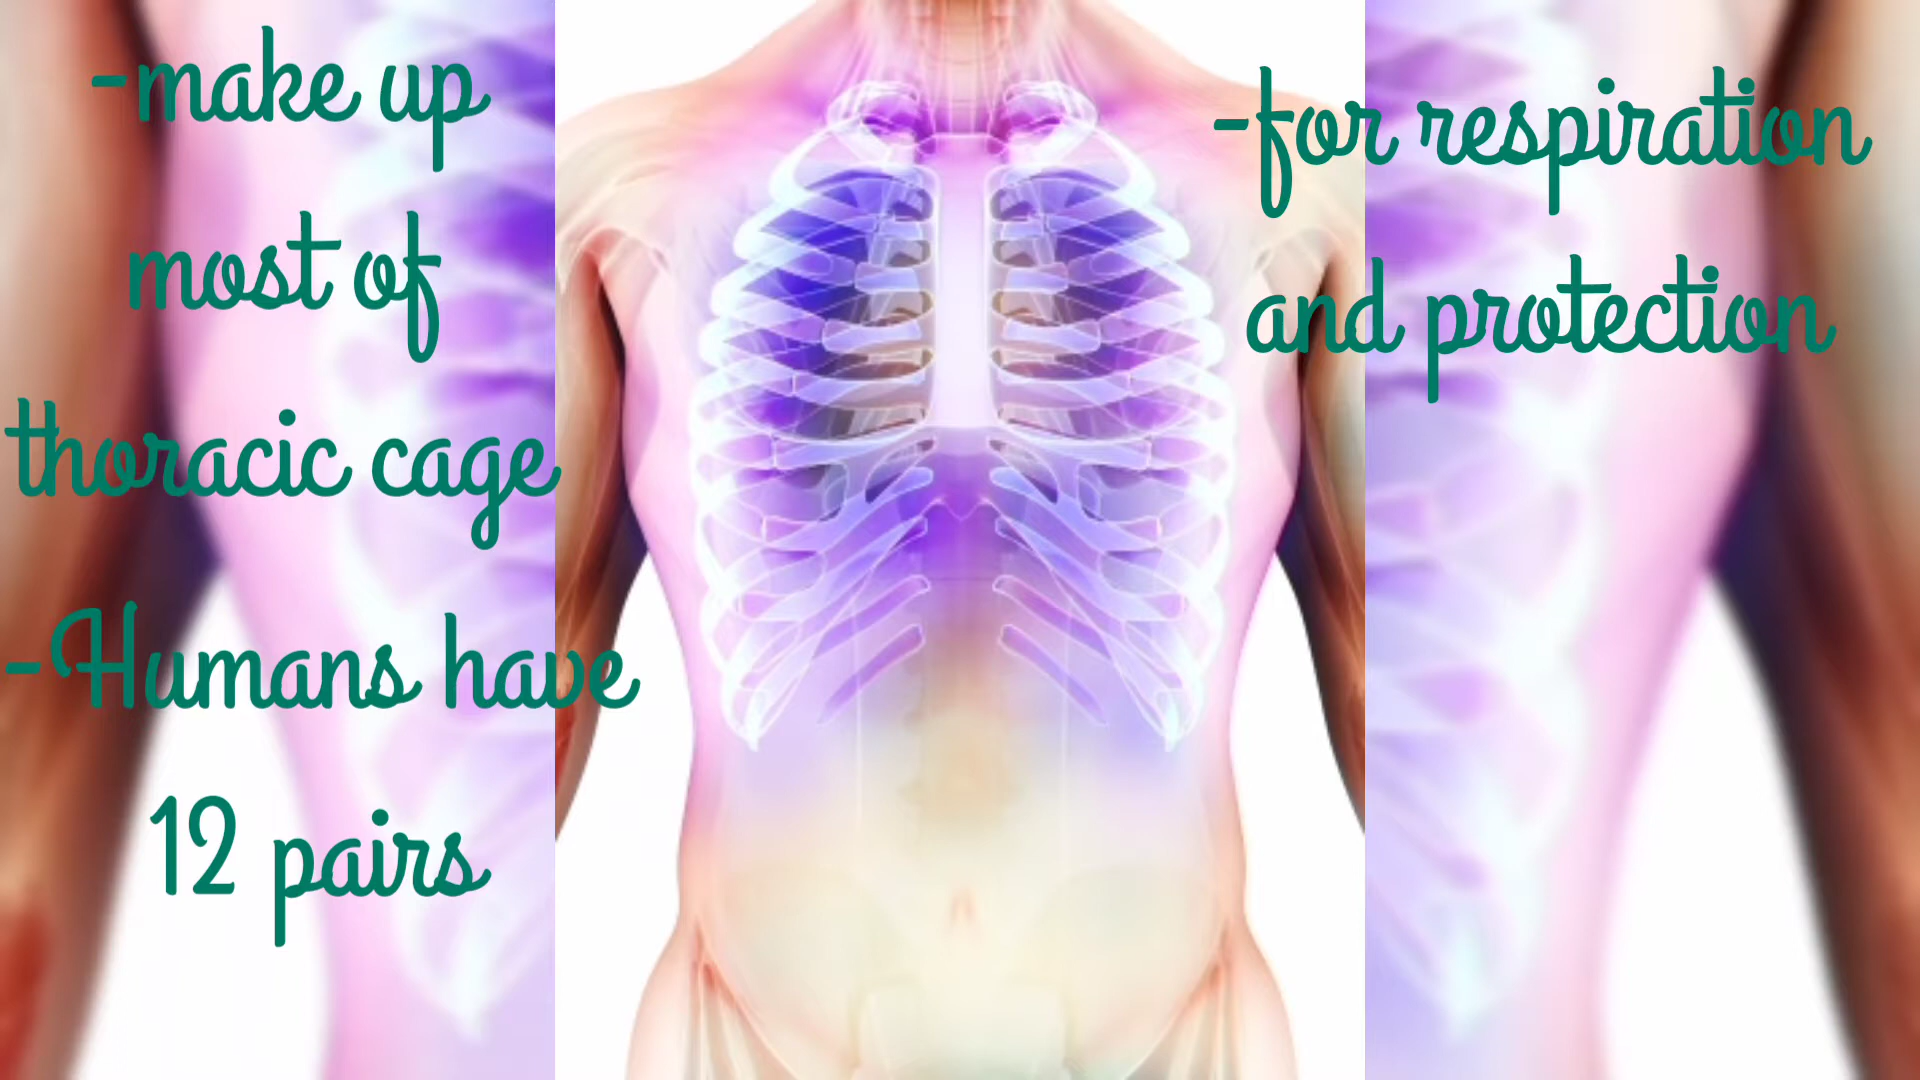 -make up
most of
thoracic cage
-Humans have
12 pairs
-for respiration
and protection